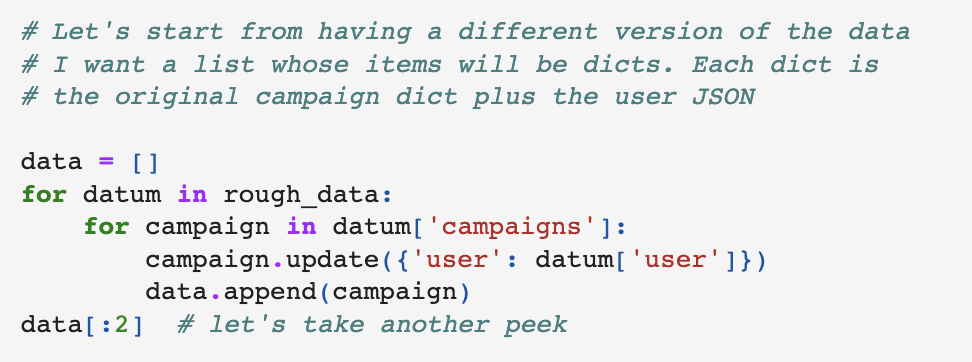 # Let's start from having a different version of the data
# I want a list whose items will be dicts. Each dict is
# the original campaign dict plus the user JSON

data = []
for datum in rough_data:
    for campaign in datum['campaigns']:
        campaign.update({'user': datum['user']})
        data.append(campaign)
data[:2]  # let's take another peek